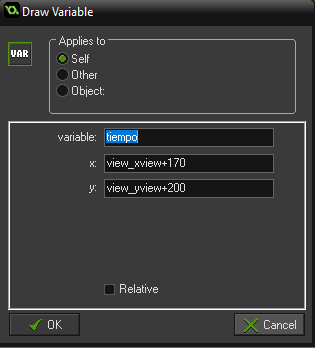 Draw Variable
VAR
Applies to
Self
Other
Object:
variable: tiempo
x: view_xview+170
y: view_yview+200
Relative
OK Cancel